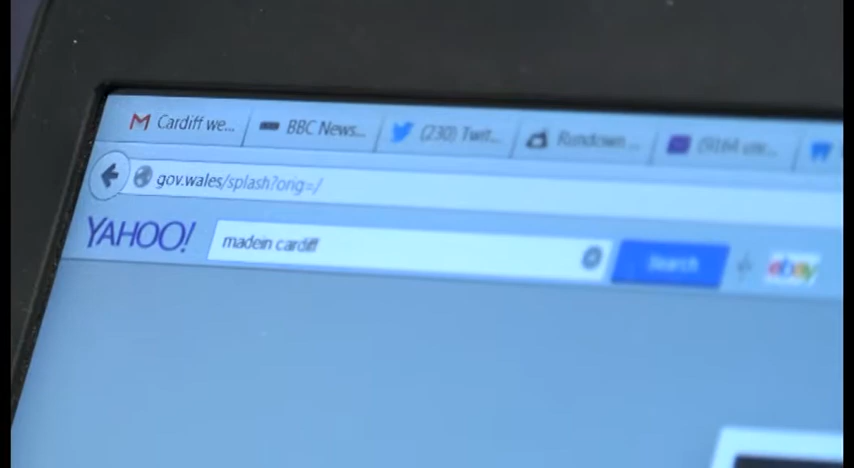 Cardiff we... BBC News... (230) Twit... Rundown ...
gov.wales/splash?orig=/
YAHOO! madein cardiff Search ebay